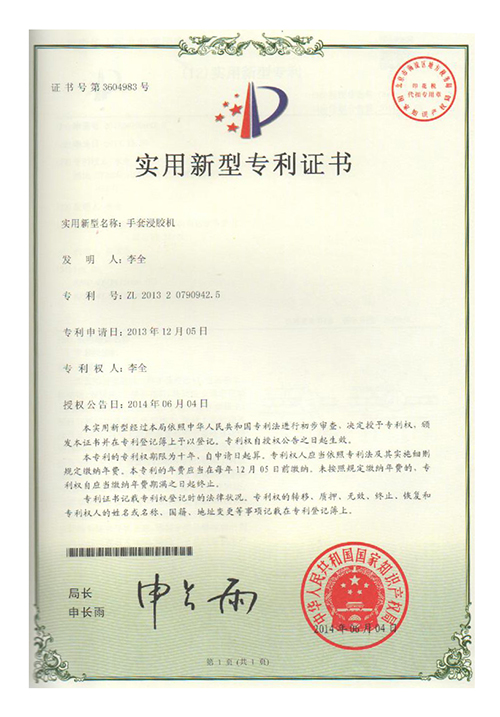 证书号第3604983号
印花税
代扣专用章
实用新型专利证书
实用新型名称：手套浸胶机
发 明 人：李全
专 利 号：ZL 2013 2 0790942.5
专利申请日：2013年12月05日
专 利 权 人：李全
授权公告日：2014年06月04日
本实用新型经过本局依照中华人民共和国专利法进行初步审查，决定授予专利权，颁
发本证书并在专利登记簿上予以登记。专利权自授权公告之日起生效。
本专利的专利权期限为十年，自申请日起算。专利权人应当依照专利法及其实施细则
规定缴纳年费。本专利的年费应当在每年12月05日前缴纳。未按照规定缴纳年费的，专
利权自应当缴纳年费期满之日起终止。
专利证书记载专利权登记时的法律状况。专利权的转移、质押、无效、终止、恢复和
专利权人的姓名或名称、国籍、地址变更等事项记载在专利登记簿上。
局长
申长雨
申长雨
中华人民共和国国家知识产权局
2014年06月04日
第1页（共1页）